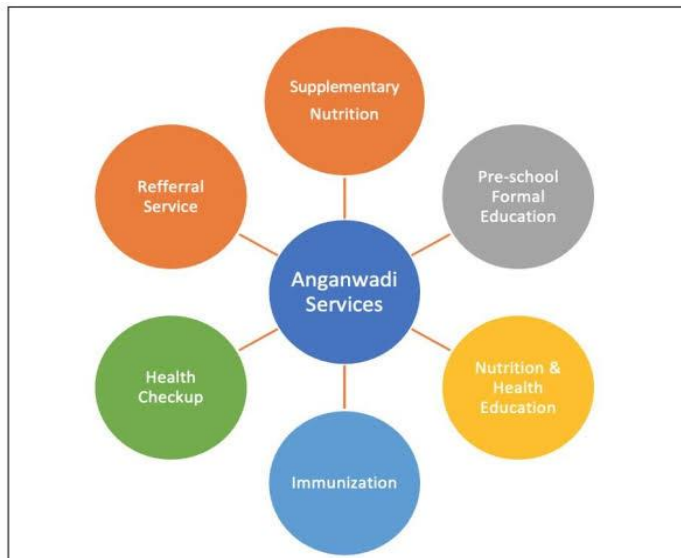 Supplementary
Nutrition
Pre-school
Formal
Education
Nutrition &
Health
Education
Immunization
Health
Checkup
Refferral
Service
Anganwadi
Services